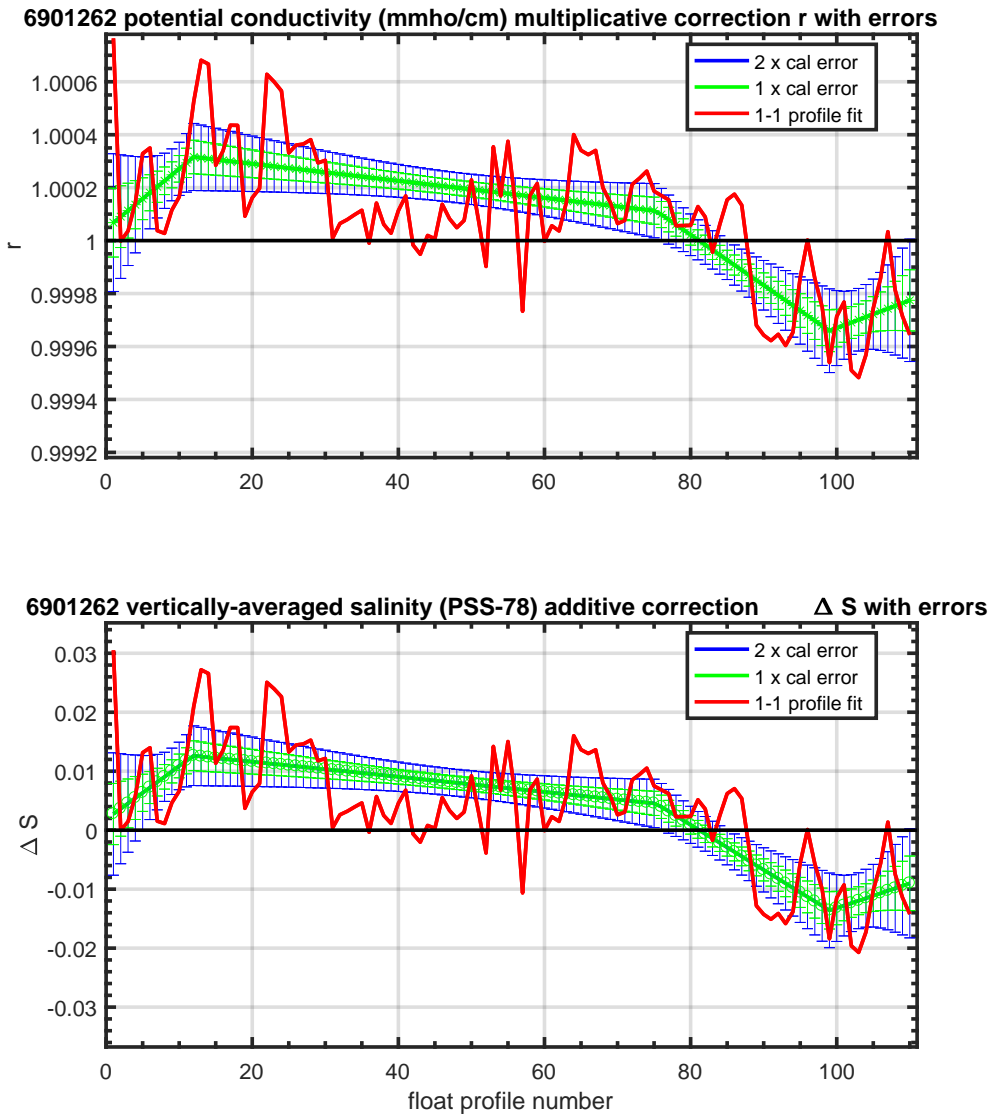 6901262 potential conductivity (mmho/cm) multiplicative correction r with errors
2 x cal error
1 x cal error
1-1 profile fit
1.0006
1.0004
1.0002
1
0.9998
0.9996
0.9994
0.9992
r
0 20 40 60 80 100
6901262 vertically-averaged salinity (PSS-78) additive correction Δ S with errors
2 x cal error
1 x cal error
1-1 profile fit
0.03
0.02
0.01
0
-0.01
-0.02
-0.03
Δ S
0 20 40 60 80 100
float profile number